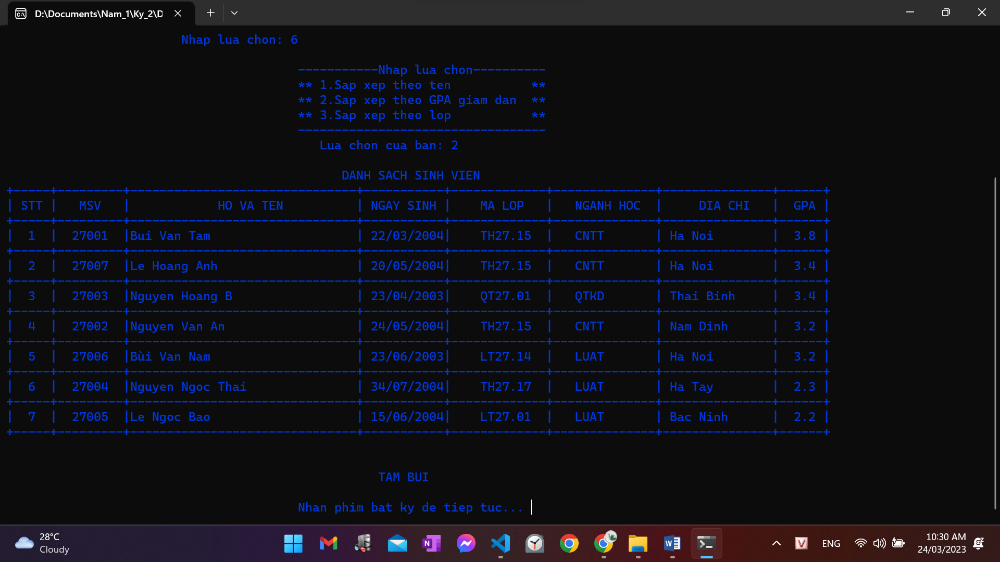 D:\Documents\Nam_1\Ky_2\D
Nhap lua chon: 6
-----------Nhap lua chon----------
** 1.Sap xep theo ten           **
** 2.Sap xep theo GPA giam dan  **
** 3.Sap xep theo lop           **
----------------------------------
Lua chon cua ban: 2
DANH SACH SINH VIEN
| STT | MSV | HO VA TEN | NGAY SINH | MA LOP | NGANH HOC | DIA CHI | GPA |
| 1 | 27001 |Bui Van Tam | 22/03/2004| TH27.15 | CNTT | Ha Noi | 3.8 |
| 2 | 27007 |Le Hoang Anh | 20/05/2004| TH27.15 | CNTT | Ha Noi | 3.4 |
| 3 | 27003 |Nguyen Hoang B | 23/04/2003| QT27.01 | QTKD | Thai Binh | 3.4 |
| 4 | 27002 |Nguyen Van An | 24/05/2004| TH27.15 | CNTT | Nam Dinh | 3.2 |
| 5 | 27006 |Bùi Van Nam | 23/06/2003| LT27.14 | LUAT | Ha Noi | 3.2 |
| 6 | 27004 |Nguyen Ngoc Thai | 34/07/2004| TH27.17 | LUAT | Ha Tay | 2.3 |
| 7 | 27005 |Le Ngoc Bao | 15/06/2004| LT27.01 | LUAT | Bac Ninh | 2.2 |
TAM BUI
Nhan phim bat ky de tiep tuc...
28°C
Cloudy
ENG
10:30 AM
24/03/2023